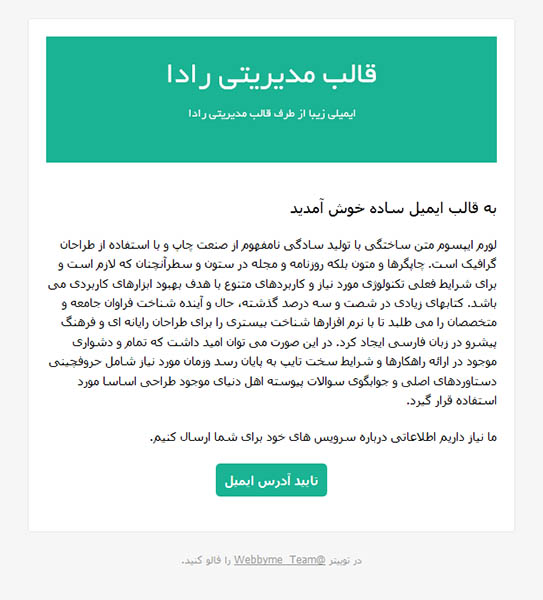 قالب مدیریتی رادا
ایمیلی زیبا از طرف قالب مدیریتی رادا
به قالب ایمیل ساده خوش آمدید
لورم ایپسوم متن ساختگی با تولید سادگی نامفهوم از صنعت چاپ و با استفاده از طراحان
گرافیک است. چاپگرها و متون بلکه روزنامه و مجله در ستون و سطرآنچنان که لازم است و
برای شرایط فعلی تکنولوژی مورد نیاز و کاربردهای متنوع با هدف بهبود ابزارهای کاربردی می
باشد. کتابهای زیادی در شصت و سه درصد گذشته، حال و آینده شناخت فراوان جامعه و
متخصصان را می طلبد تا با نرم افزارها شناخت بیستری را برای طراحان رایانه ای و فرهنگ
پیشرو در زبان فارسی ایجاد کرد. در این صورت می توان امید داشت که تمام و دشواری
موجود در ارائه راهکارها و شرایط سخت تایپ به پایان رسد وزمان مورد نیاز شامل حروفچینی
دستاوردهای اصلی و جوابگوی سوالات پیوسته اهل دنیای موجود طراحی اساسا مورد
استفاده قرار گیرد.
ما نیاز داریم اطلاعاتی درباره سرویس های خود برای شما ارسال کنیم.
تایید آدرس ایمیل
در توییتر @Webbyme_Team را فالو کنید.